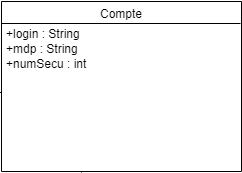 Compte
+login : String
+mdp : String
+numSecu : int